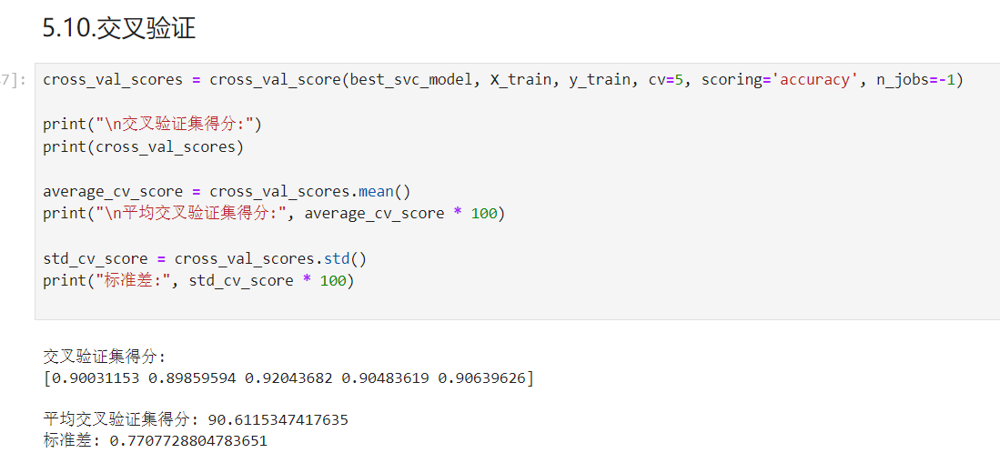 5.10.交叉验证
7]:
cross_val_scores = cross_val_score(best_svc_model, X_train, y_train, cv=5, scoring='accuracy', n_jobs=-1)
print("\n交叉验证集得分:")
print(cross_val_scores)
average_cv_score = cross_val_scores.mean()
print("\n平均交叉验证集得分:", average_cv_score * 100)
std_cv_score = cross_val_scores.std()
print("标准差:", std_cv_score * 100)
交叉验证集得分:
[0.90031153 0.89859594 0.92043682 0.90483619 0.90639626]
平均交叉验证集得分: 90.6115347417635
标准差: 0.7707728804783651